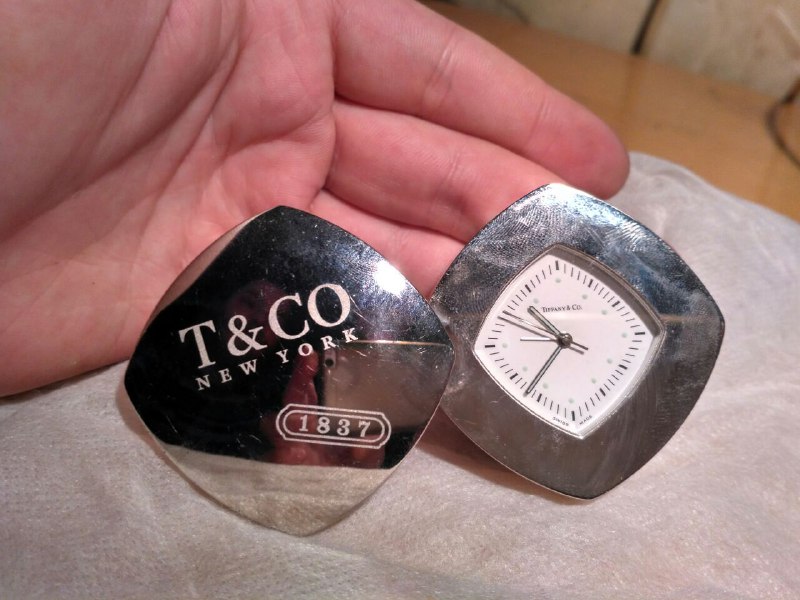 T & CO
NEW YORK
1837
TIFFANY & CO.
SWISS MADE